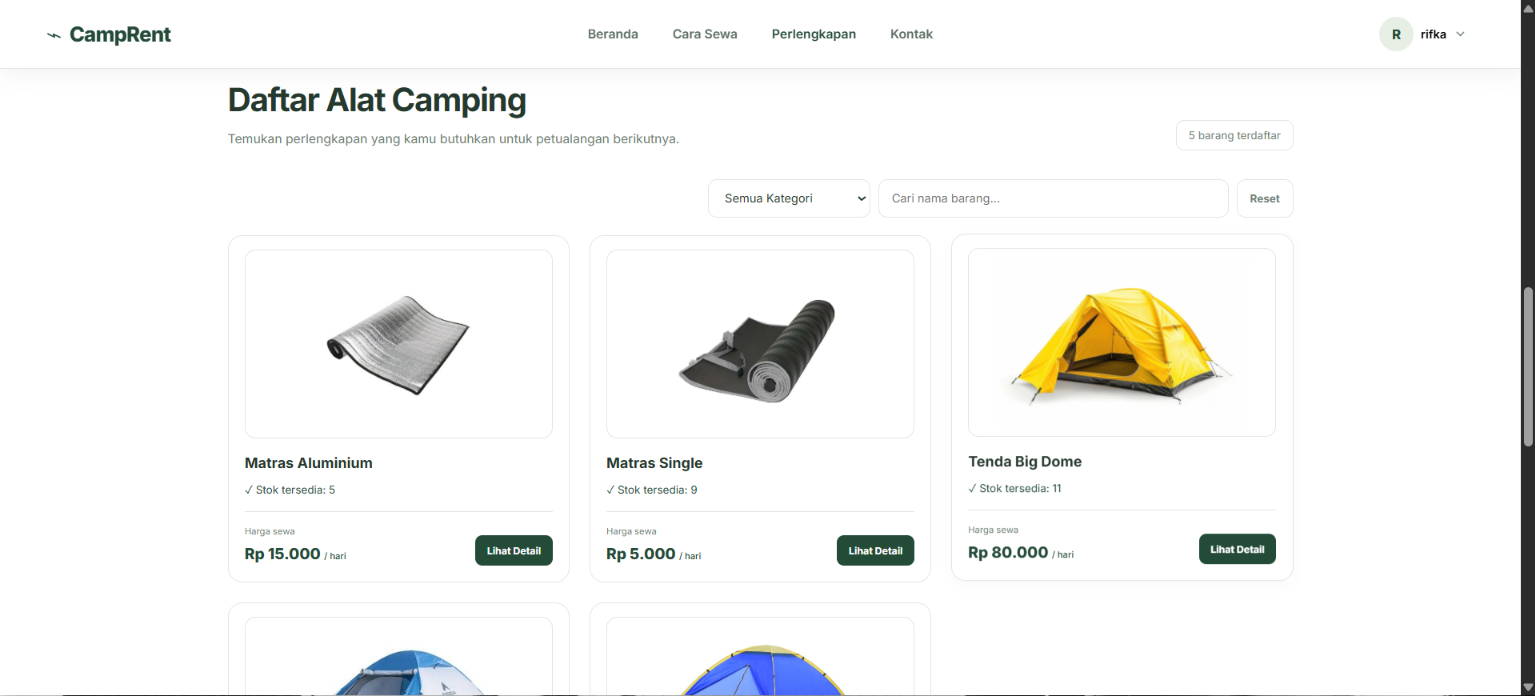 CampRent
Beranda
Cara Sewa
Perlengkapan
Kontak
R
rifka
Daftar Alat Camping
Temukan perlengkapan yang kamu butuhkan untuk petualangan berikutnya.
5 barang terdaftar
Semua Kategori
Cari nama barang...
Reset
Matras Aluminium
✓ Stok tersedia: 5
Harga sewa
Rp 15.000 / hari
Lihat Detail
Matras Single
✓ Stok tersedia: 9
Harga sewa
Rp 5.000 / hari
Lihat Detail
Tenda Big Dome
✓ Stok tersedia: 11
Harga sewa
Rp 80.000 / hari
Lihat Detail